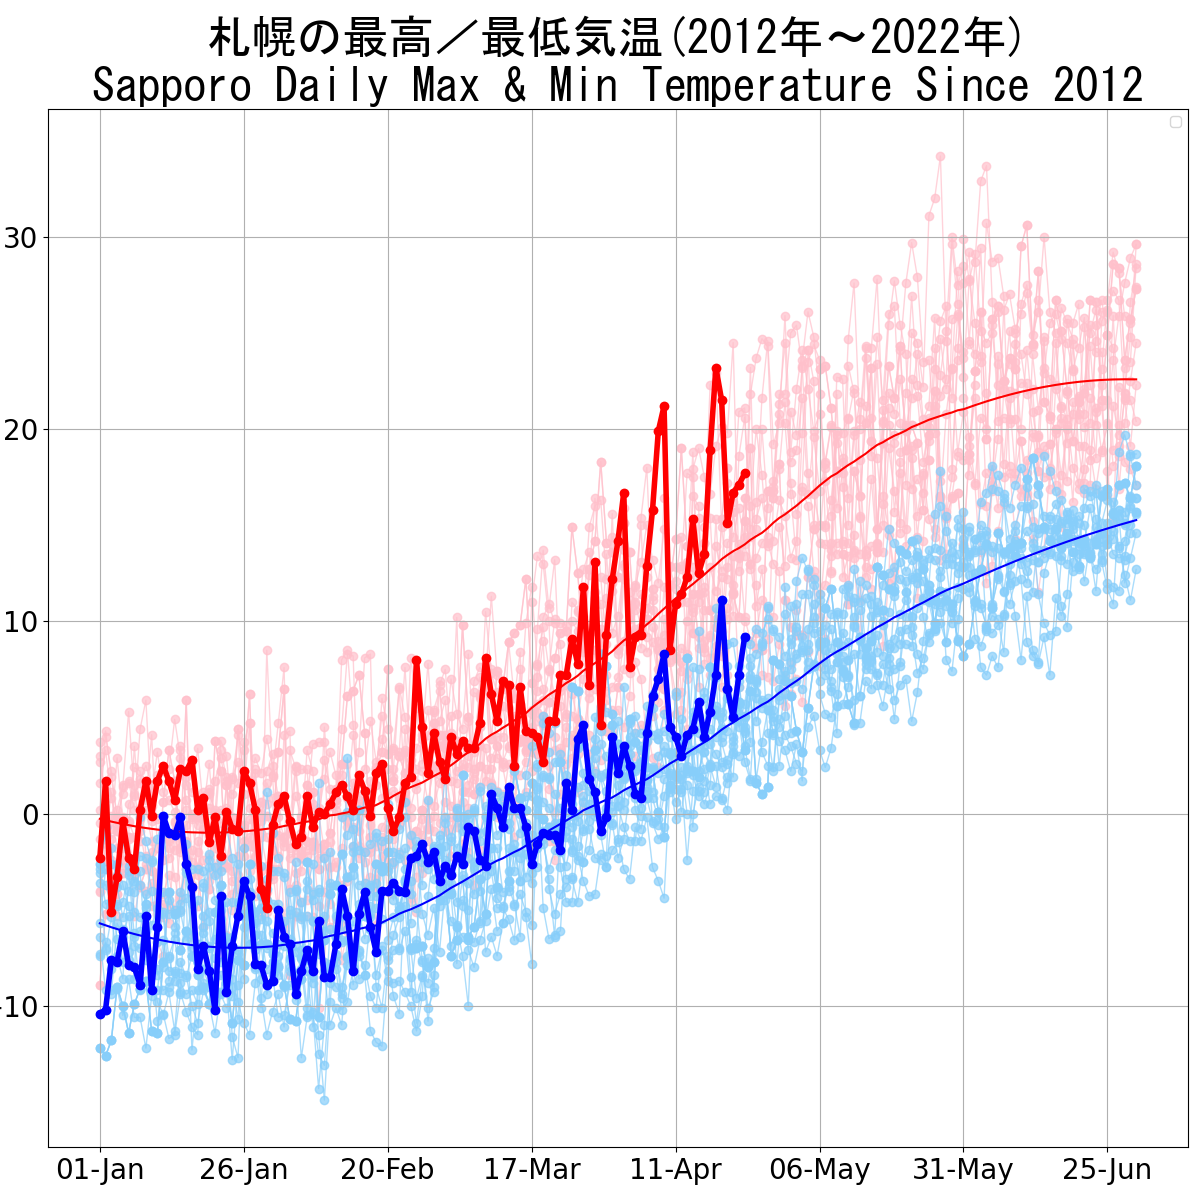 札幌の最高／最低気温(2012年～2022年)
Sapporo Daily Max & Min Temperature Since 2012
30
20
10
0
-10
01-Jan 26-Jan 20-Feb 17-Mar 11-Apr 06-May 31-May 25-Jun